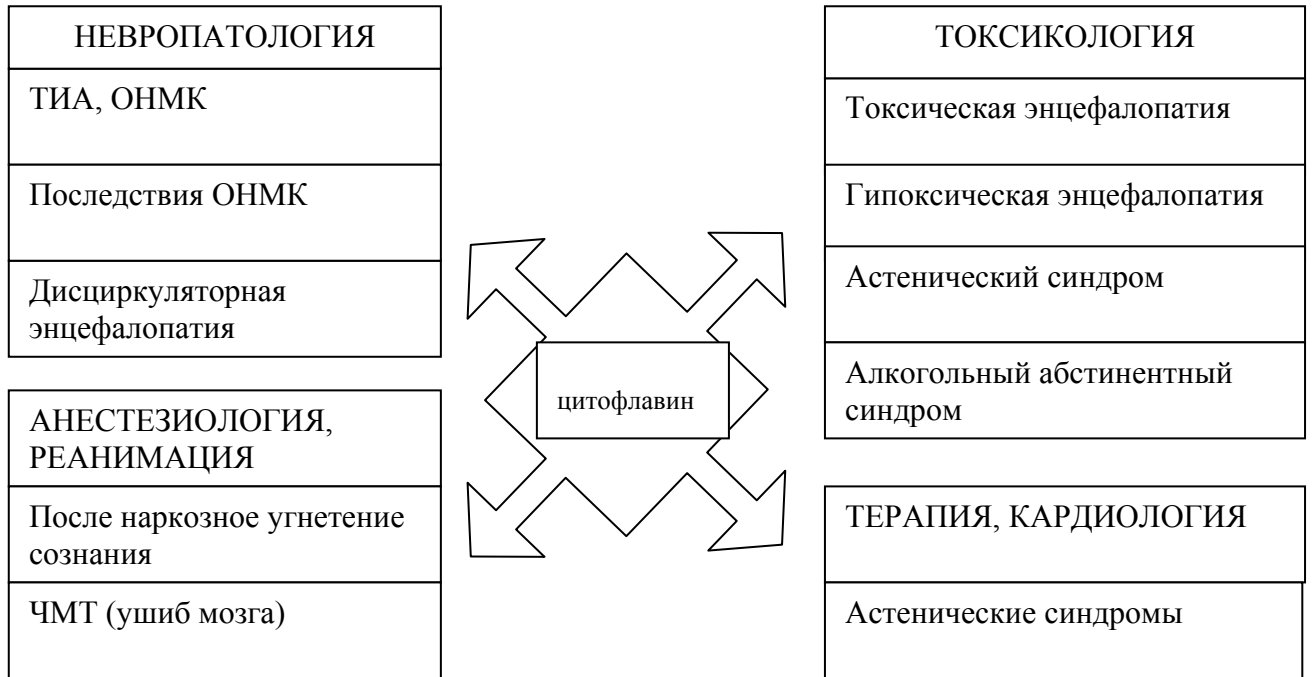 НЕВРОПАТОЛОГИЯ
ТИА, ОНМК
Последствия ОНМК
Дисциркуляторная
энцефалопатия
АНЕСТЕЗИОЛОГИЯ,
РЕАНИМАЦИЯ
После наркозное угнетение
сознания
ЧМТ (ушиб мозга)
цитофлавин
ТОКСИКОЛОГИЯ
Токсическая энцефалопатия
Гипоксическая энцефалопатия
Астенический синдром
Алкогольный абстинентный
синдром
ТЕРАПИЯ, КАРДИОЛОГИЯ
Астенические синдромы